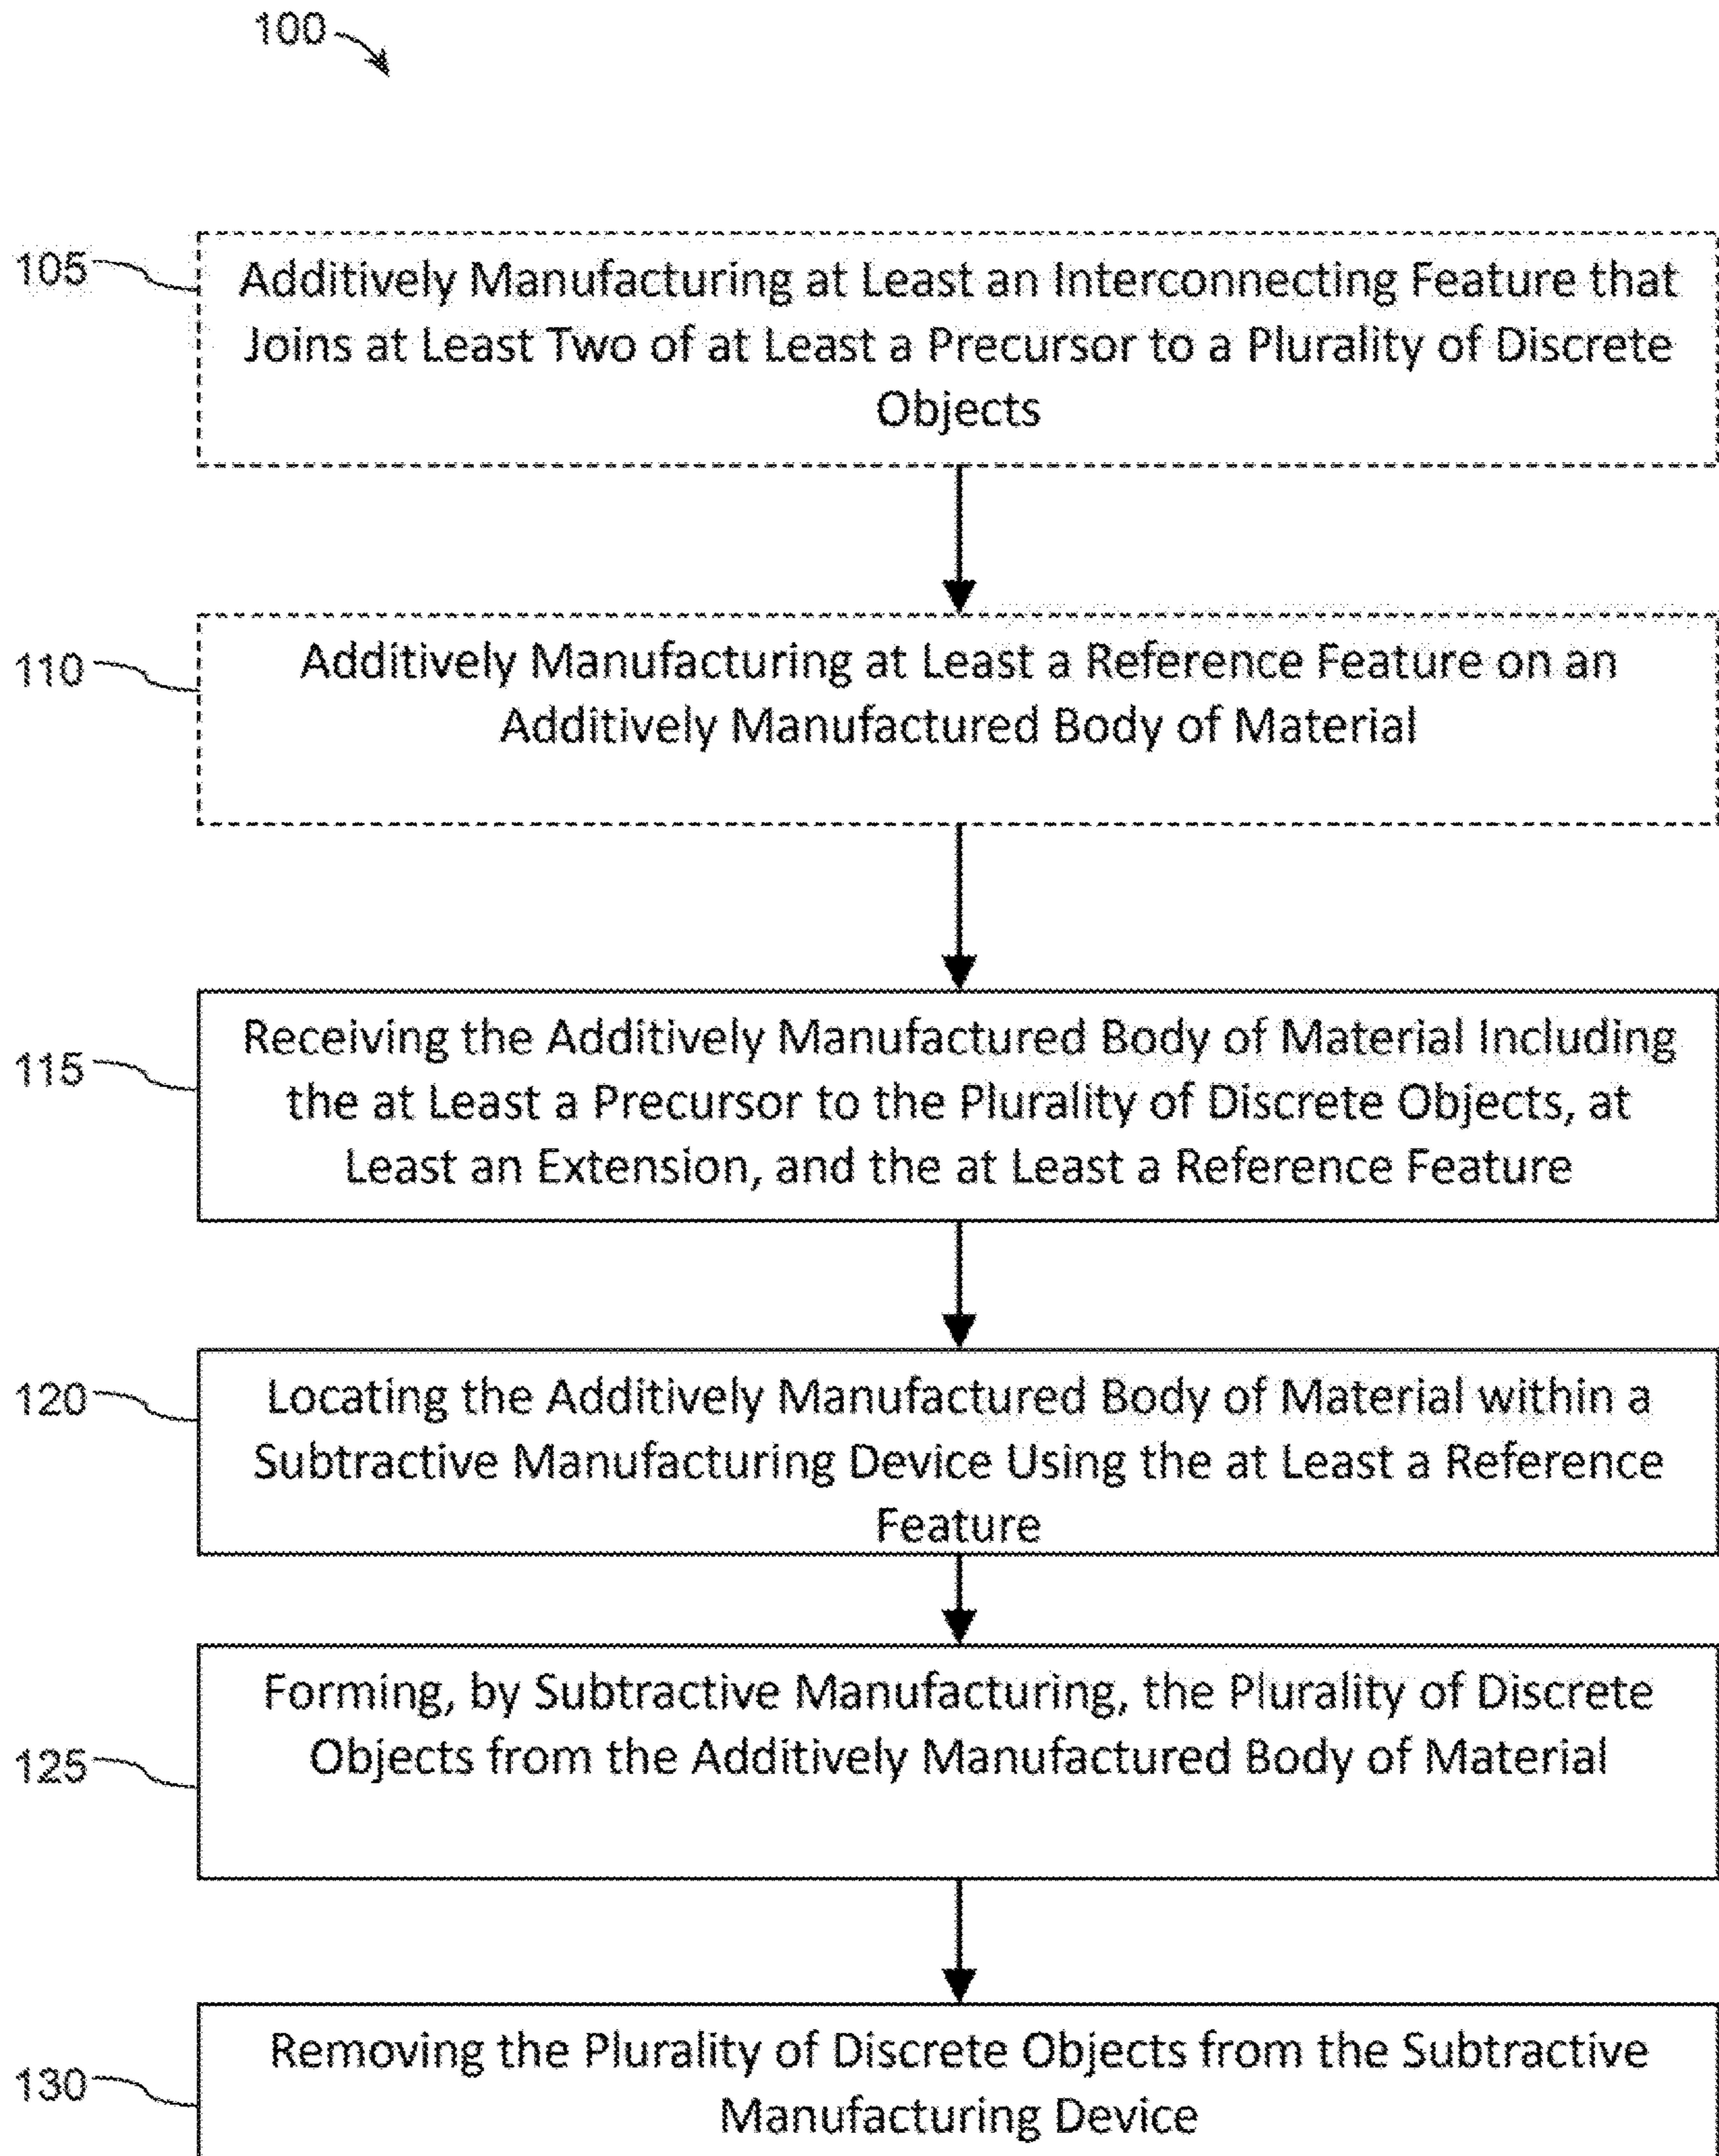 100
105
Additively Manufacturing at Least an Interconnecting Feature that
Joins at Least Two of at Least a Precursor to a Plurality of Discrete
Objects
110
Additively Manufacturing at Least a Reference Feature on an
Additively Manufactured Body of Material
115
Receiving the Additively Manufactured Body of Material Including
the at Least a Precursor to the Plurality of Discrete Objects, at
Least an Extension, and the at Least a Reference Feature
120
Locating the Additively Manufactured Body of Material within a
Subtractive Manufacturing Device Using the at Least a Reference
Feature
125
Forming, by Subtractive Manufacturing, the Plurality of Discrete
Objects from the Additively Manufactured Body of Material
130
Removing the Plurality of Discrete Objects from the Subtractive
Manufacturing Device